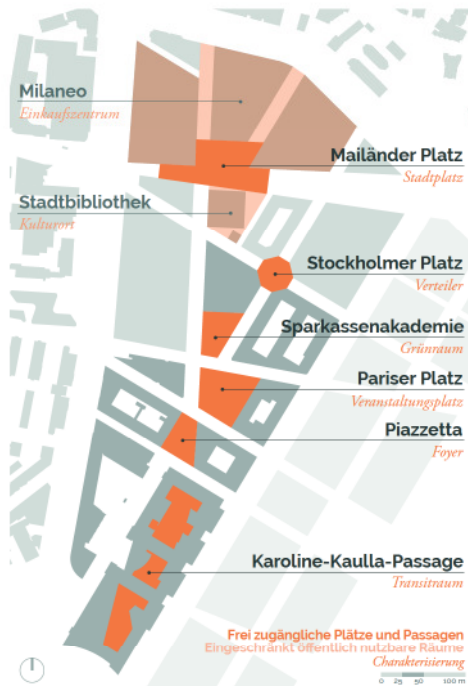 Milaneo
Einkaufszentrum
Mailänder Platz
Stadtplatz
Stadtbibliothek
Kulturort
Stockholmer Platz
Verteiler
Sparkassenakademie
Grünraum
Pariser Platz
Veranstaltungsplatz
Piazzetta
Foyer
Karoline-Kaulla-Passage
Transitraum
Frei zugängliche Plätze und Passagen
Eingeschränkt öffentlich nutzbare Räume
Charakterisierung
0 25 50 100 m